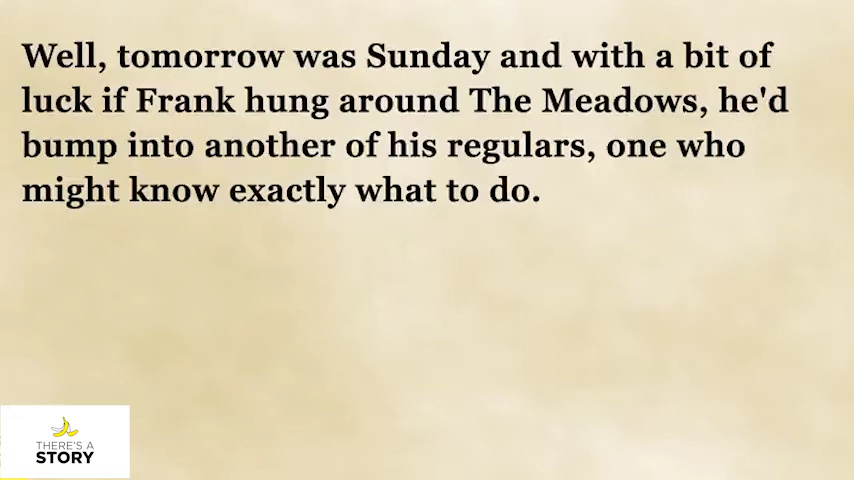 Well, tomorrow was Sunday and with a bit of
luck if Frank hung around The Meadows, he'd
bump into another of his regulars, one who
might know exactly what to do.
THERE'S A
STORY